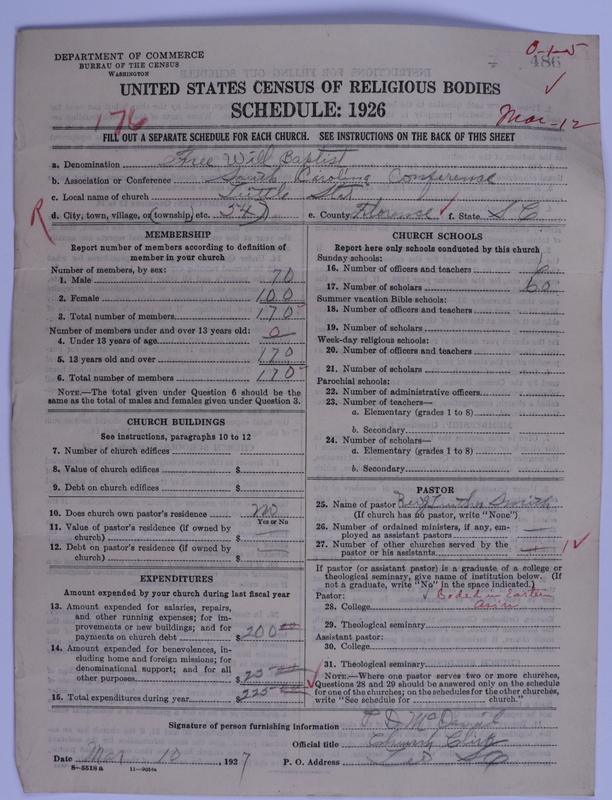 DEPARTMENT OF COMMERCE
BUREAU OF THE CENSUS
WASHINGTON
486
UNITED STATES CENSUS OF RELIGIOUS BODIES
SCHEDULE: 1926
176
Mar-12
FILL OUT A SEPARATE SCHEDULE FOR EACH CHURCH. SEE INSTRUCTIONS ON THE BACK OF THIS SHEET
a. Denomination Free Will Baptist
b. Association or Conference South Carolina Conference
c. Local name of church Little Star
d. City, town, village, or (township) etc. 54 e. County Florence f. State S C
R
MEMBERSHIP
Report number of members according to definition of member in your church
Number of members, by sex:
1. Male 70
2. Female 100
3. Total number of members 170
Number of members under and over 13 years old:
4. Under 13 years of age 0
5. 13 years old and over 170
6. Total number of members 170
NOTE.—The total given under Question 6 should be the same as the total of males and females given under Question 3.
CHURCH BUILDINGS
See instructions, paragraphs 10 to 12
7. Number of church edifices
8. Value of church edifices $
9. Debt on church edifices $
10. Does church own pastor's residence No
Yes or No
11. Value of pastor's residence (if owned by church) $
12. Debt on pastor's residence (if owned by church) $
EXPENDITURES
Amount expended by your church during last fiscal year
13. Amount expended for salaries, repairs, and other running expenses; for improvements or new buildings; and for payments on church debt $ 200
14. Amount expended for benevolences, including home and foreign missions; for denominational support; and for all other purposes $ 25
15. Total expenditures during year $ 225
CHURCH SCHOOLS
Report here only schools conducted by this church
Sunday schools:
16. Number of officers and teachers 6
17. Number of scholars 60
Summer vacation Bible schools:
18. Number of officers and teachers
19. Number of scholars
Week-day religious schools:
20. Number of officers and teachers
21. Number of scholars
Parochial schools:
22. Number of administrative officers
23. Number of teachers—
a. Elementary (grades 1 to 8)
b. Secondary
24. Number of scholars—
a. Elementary (grades 1 to 8)
b. Secondary
PASTOR
25. Name of pastor Rev Luther Smith
(If church has no pastor, write "None")
26. Number of ordained ministers, if any, employed as assistant pastors
27. Number of other churches served by the pastor or his assistants
If pastor (or assistant pastor) is a graduate of a college or theological seminary, give name of institution below. (If not a graduate, write "No" in the space indicated.)
Pastor:
28. College
29. Theological seminary
Assistant pastor:
30. College
31. Theological seminary
NOTE.—Where one pastor serves two or more churches, Questions 28 and 29 should be answered only on the schedule for one of the churches; on the schedules for the other churches, write "See schedule for church."
Signature of person furnishing information
Official title Church Clerk
Date Mar 10, 1927 P. O. Address
8-5518a 11-9054a